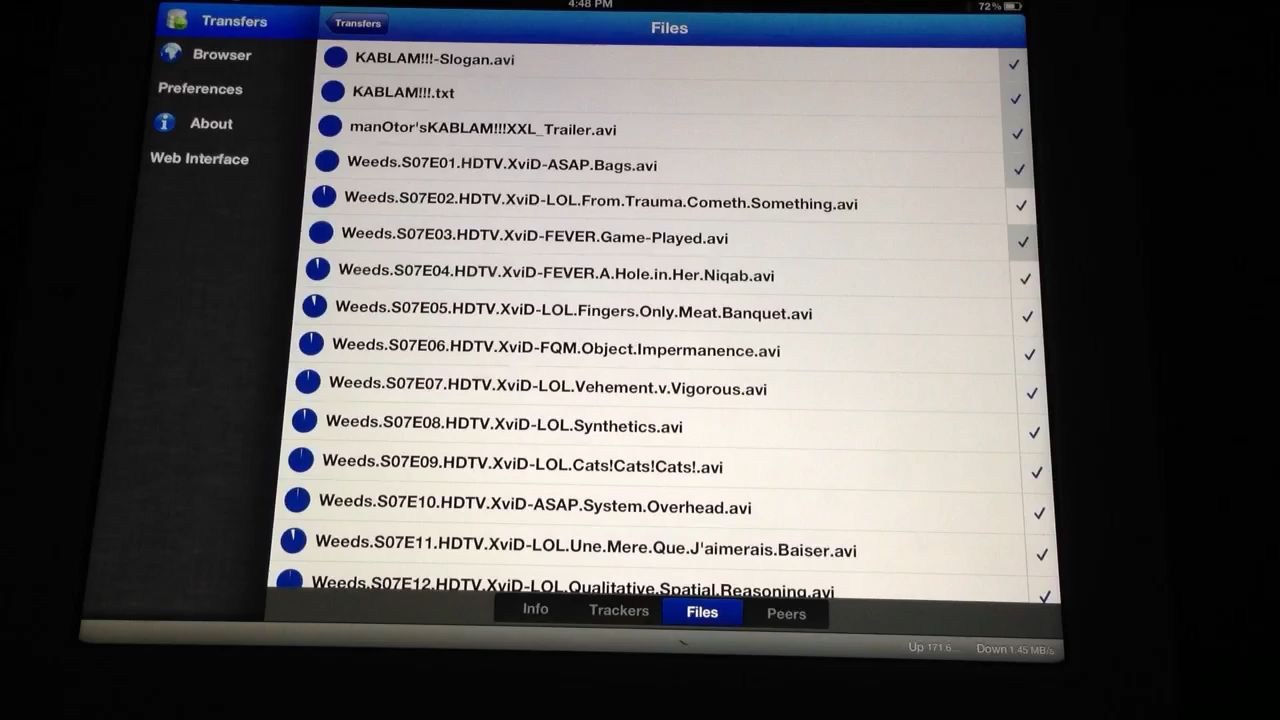 4:48 PM
72%
Transfers
Transfers
Files
Browser
Preferences
About
Web Interface
KABLAM!!!-Slogan.avi
KABLAM!!!.txt
manOtor'sKABLAM!!!XXL_Trailer.avi
Weeds.S07E01.HDTV.XviD-ASAP.Bags.avi
Weeds.S07E02.HDTV.XviD-LOL.From.Trauma.Cometh.Something.avi
Weeds.S07E03.HDTV.XviD-FEVER.Game-Played.avi
Weeds.S07E04.HDTV.XviD-FEVER.A.Hole.in.Her.Niqab.avi
Weeds.S07E05.HDTV.XviD-LOL.Fingers.Only.Meat.Banquet.avi
Weeds.S07E06.HDTV.XviD-FQM.Object.Impermanence.avi
Weeds.S07E07.HDTV.XviD-LOL.Vehement.v.Vigorous.avi
Weeds.S07E08.HDTV.XviD-LOL.Synthetics.avi
Weeds.S07E09.HDTV.XviD-LOL.Cats!Cats!Cats!.avi
Weeds.S07E10.HDTV.XviD-ASAP.System.Overhead.avi
Weeds.S07E11.HDTV.XviD-LOL.Une.Mere.Que.J'aimerais.Baiser.avi
Weeds.S07E12.HDTV.XviD-LOL.Qualitative.Spatial.Reasoning.avi
Info
Trackers
Files
Peers
Up 171.6...
Down 1.45 MB/s